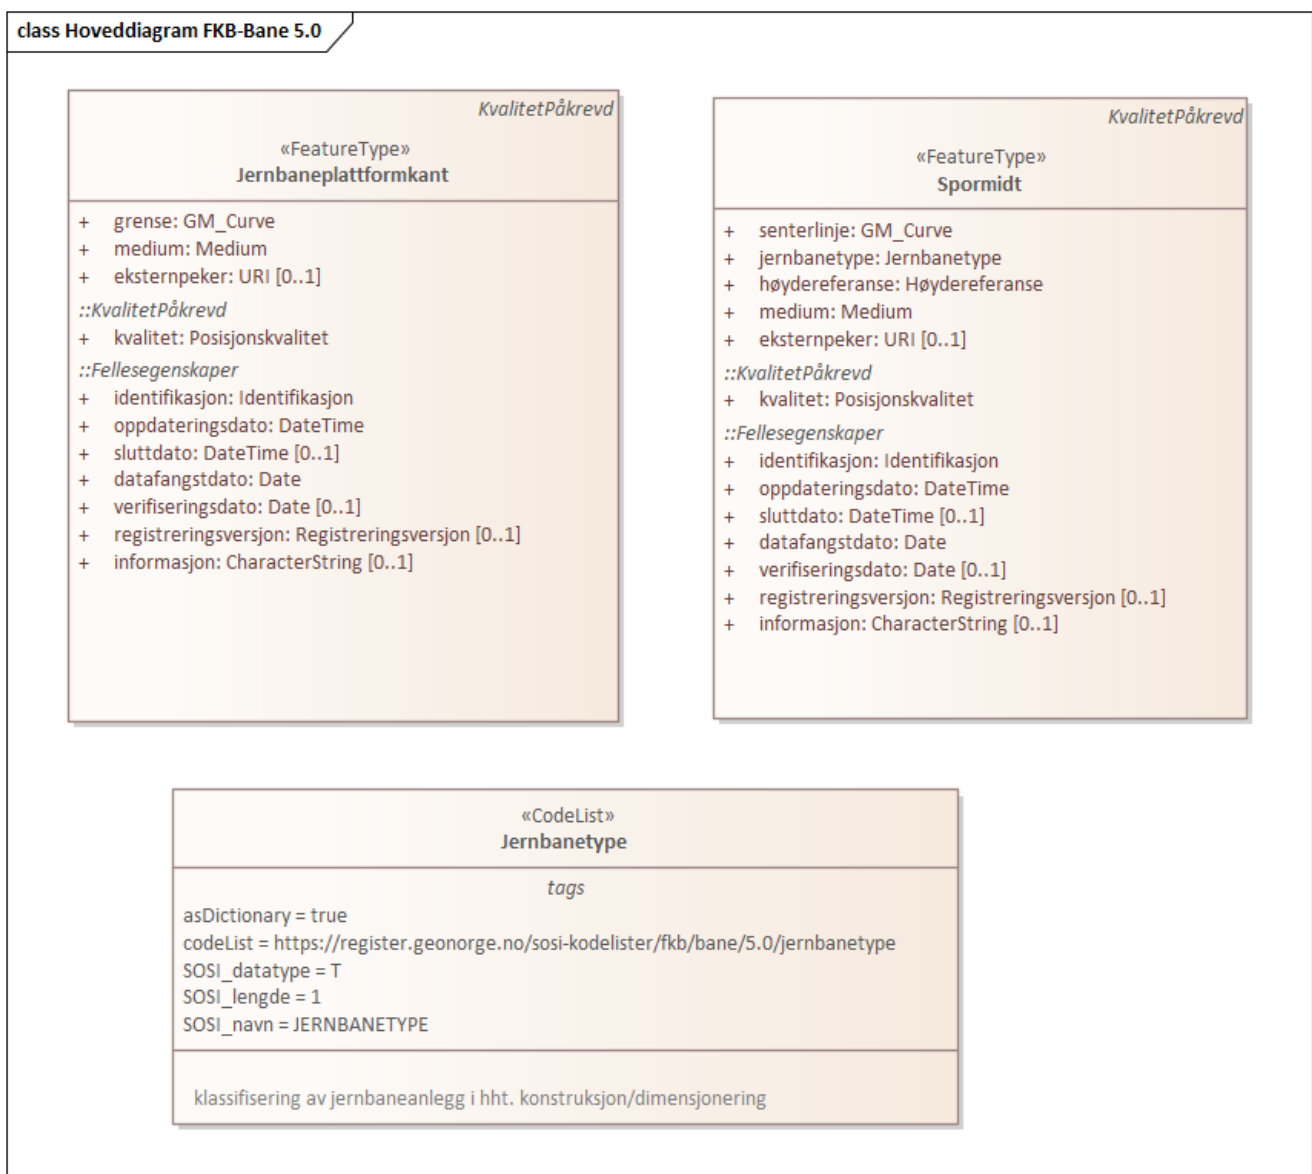 class Hoveddiagram FKB-Bane 5.0
KvalitetPåkrevd
«FeatureType»
Jernbaneplattformkant
+ grense: GM_Curve
+ medium: Medium
+ eksternpeker: URI [0..1]
::KvalitetPåkrevd
+ kvalitet: Posisjonskvalitet
::Fellesegenskaper
+ identifikasjon: Identifikasjon
+ oppdateringsdato: DateTime
+ sluttdato: DateTime [0..1]
+ datafangstdato: Date
+ verifiseringsdato: Date [0..1]
+ registreringsversjon: Registreringsversjon [0..1]
+ informasjon: CharacterString [0..1]
KvalitetPåkrevd
«FeatureType»
Spormidt
+ senterlinje: GM_Curve
+ jernbanetype: Jernbanetype
+ høydereferanse: Høydereferanse
+ medium: Medium
+ eksternpeker: URI [0..1]
::KvalitetPåkrevd
+ kvalitet: Posisjonskvalitet
::Fellesegenskaper
+ identifikasjon: Identifikasjon
+ oppdateringsdato: DateTime
+ sluttdato: DateTime [0..1]
+ datafangstdato: Date
+ verifiseringsdato: Date [0..1]
+ registreringsversjon: Registreringsversjon [0..1]
+ informasjon: CharacterString [0..1]
«CodeList»
Jernbanetype
tags
asDictionary = true
codeList = https://register.geonorge.no/sosi-kodelister/fkb/bane/5.0/jernbanetype
SOSI_datatype = T
SOSI_lengde = 1
SOSI_navn = JERNBANETYPE
klassifisering av jernbaneanlegg i hht. konstruksjon/dimensjonering